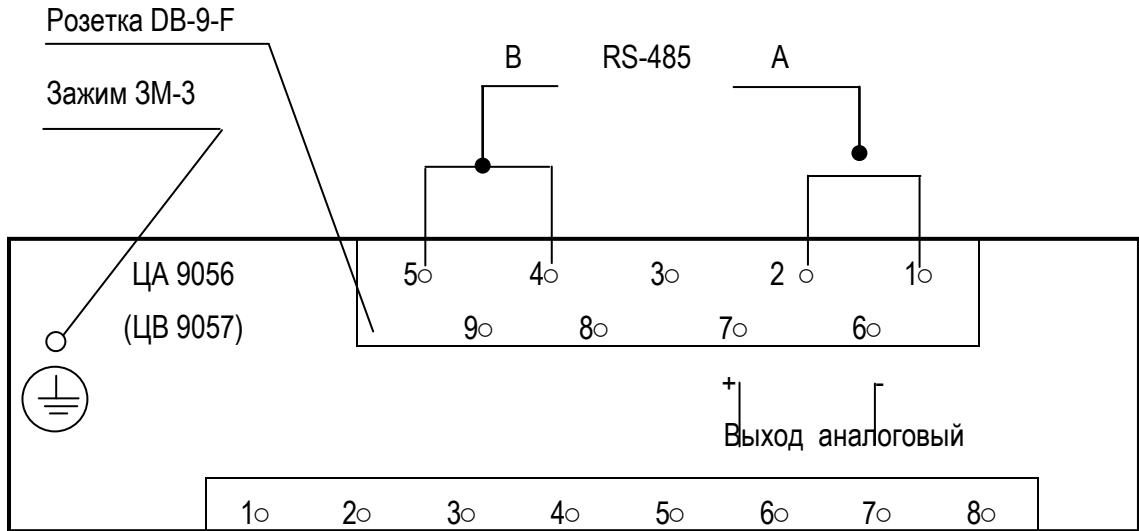 Розетка DB-9-F
B RS-485 A
Зажим ЗМ-3
ЦА 9056
5 4 3 2 1
(ЦВ 9057)
9 8 7 6
+ -
Выход аналоговый
1 2 3 4 5 6 7 8